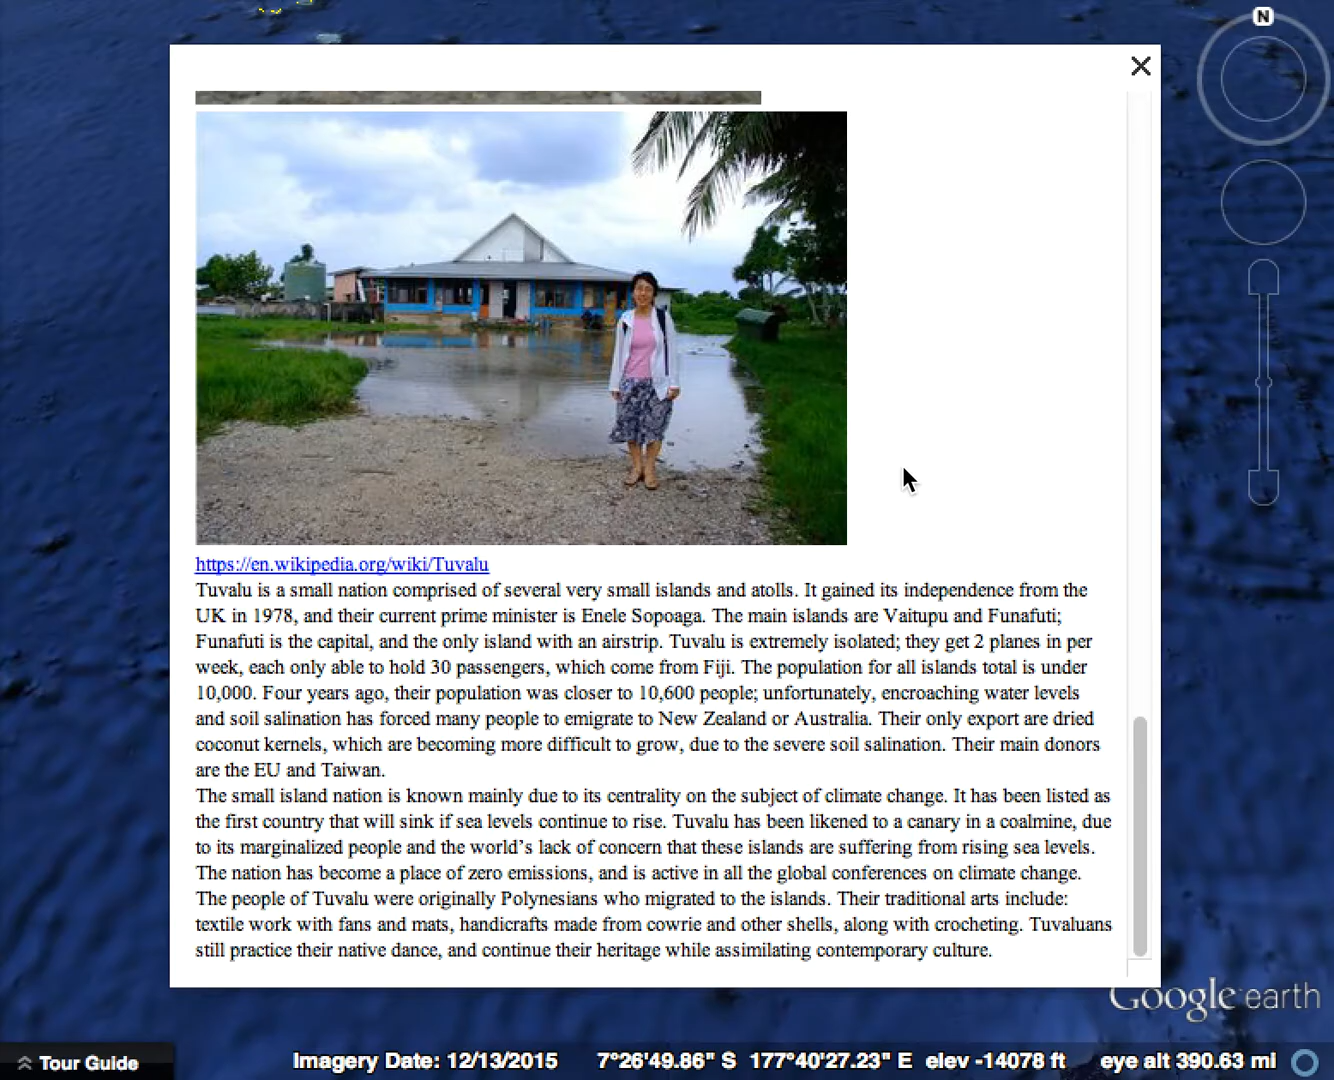 N
https://en.wikipedia.org/wiki/Tuvalu
Tuvalu is a small nation comprised of several very small islands and atolls. It gained its independence from the
UK in 1978, and their current prime minister is Enele Sopoaga. The main islands are Vaitupu and Funafuti;
Funafuti is the capital, and the only island with an airstrip. Tuvalu is extremely isolated; they get 2 planes in per
week, each only able to hold 30 passengers, which come from Fiji. The population for all islands total is under
10,000. Four years ago, their population was closer to 10,600 people; unfortunately, encroaching water levels
and soil salination has forced many people to emigrate to New Zealand or Australia. Their only export are dried
coconut kernels, which are becoming more difficult to grow, due to the severe soil salination. Their main donors
are the EU and Taiwan.
The small island nation is known mainly due to its centrality on the subject of climate change. It has been listed as
the first country that will sink if sea levels continue to rise. Tuvalu has been likened to a canary in a coalmine, due
to its marginalized people and the world’s lack of concern that these islands are suffering from rising sea levels.
The nation has become a place of zero emissions, and is active in all the global conferences on climate change.
The people of Tuvalu were originally Polynesians who migrated to the islands. Their traditional arts include:
textile work with fans and mats, handicrafts made from cowrie and other shells, along with crocheting. Tuvaluans
still practice their native dance, and continue their heritage while assimilating contemporary culture.
Google earth
Tour Guide
Imagery Date: 12/13/2015 7°26'49.86" S 177°40'27.23" E elev -14078 ft eye alt 390.63 mi